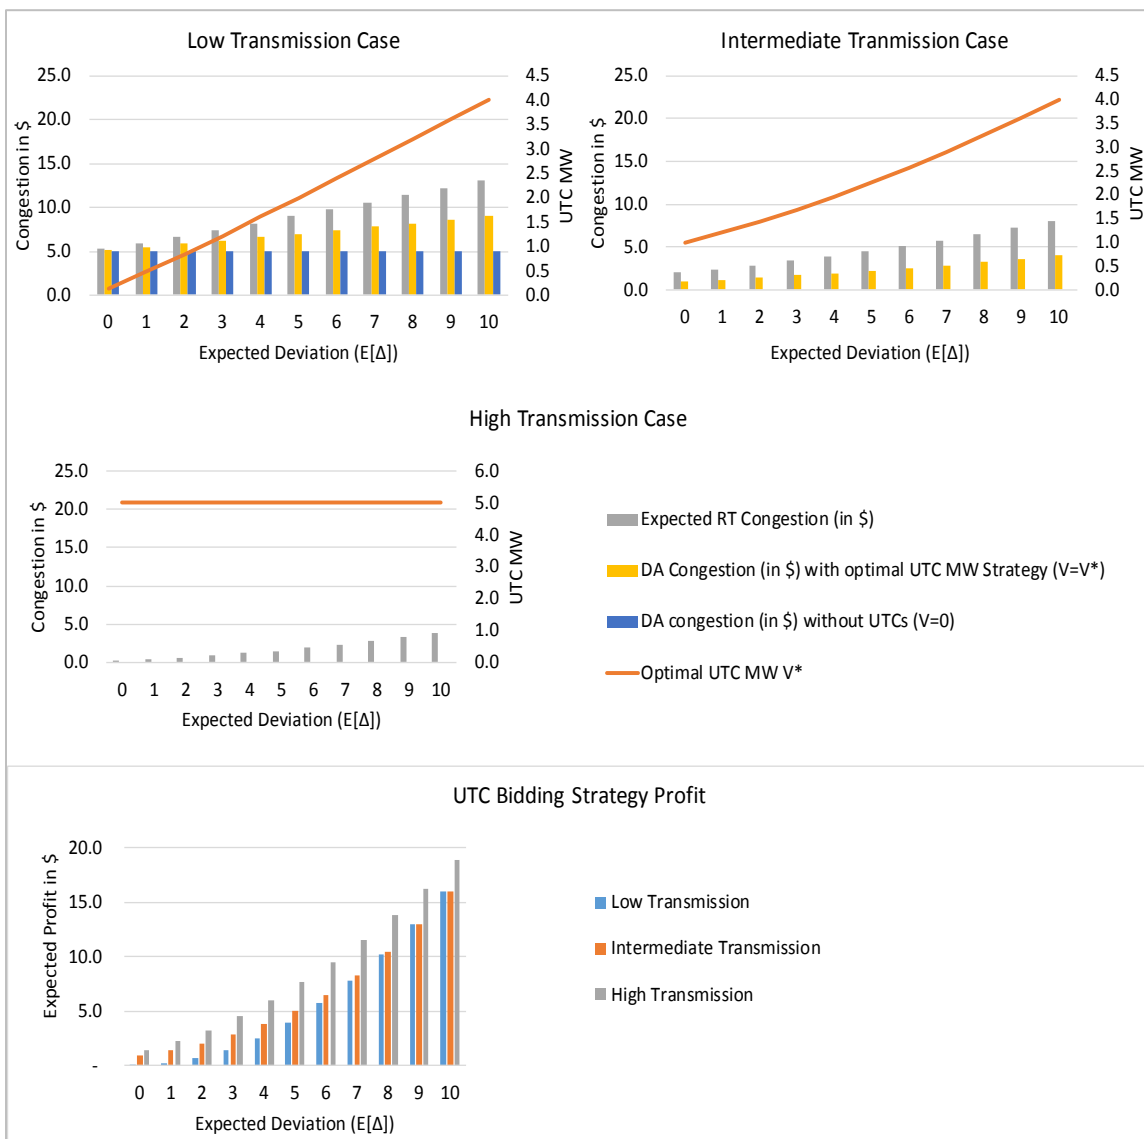 Low Transmission Case
25.0
20.0
15.0
10.0
5.0
0.0
Congestion in $
4.5
4.0
3.5
3.0
2.5
2.0
1.5
1.0
0.5
0.0
UTC MW
0 1 2 3 4 5 6 7 8 9 10
Expected Deviation (E[Δ])
Intermediate Tranmission Case
25.0
20.0
15.0
10.0
5.0
0.0
Congestion in $
4.5
4.0
3.5
3.0
2.5
2.0
1.5
1.0
0.5
0.0
UTC MW
0 1 2 3 4 5 6 7 8 9 10
Expected Deviation (E[Δ])
High Transmission Case
25.0
20.0
15.0
10.0
5.0
0.0
Congestion in $
6.0
5.0
4.0
3.0
2.0
1.0
0.0
UTC MW
0 1 2 3 4 5 6 7 8 9 10
Expected Deviation (E[Δ])
Expected RT Congestion (in $)
DA Congestion (in $) with optimal UTC MW Strategy (V=V*)
DA congestion (in $) without UTCs (V=0)
Optimal UTC MW V*
UTC Bidding Strategy Profit
20.0
15.0
10.0
5.0
-
Expected Profit in $
0 1 2 3 4 5 6 7 8 9 10
Expected Deviation (E[Δ])
Low Transmission
Intermediate Transmission
High Transmission